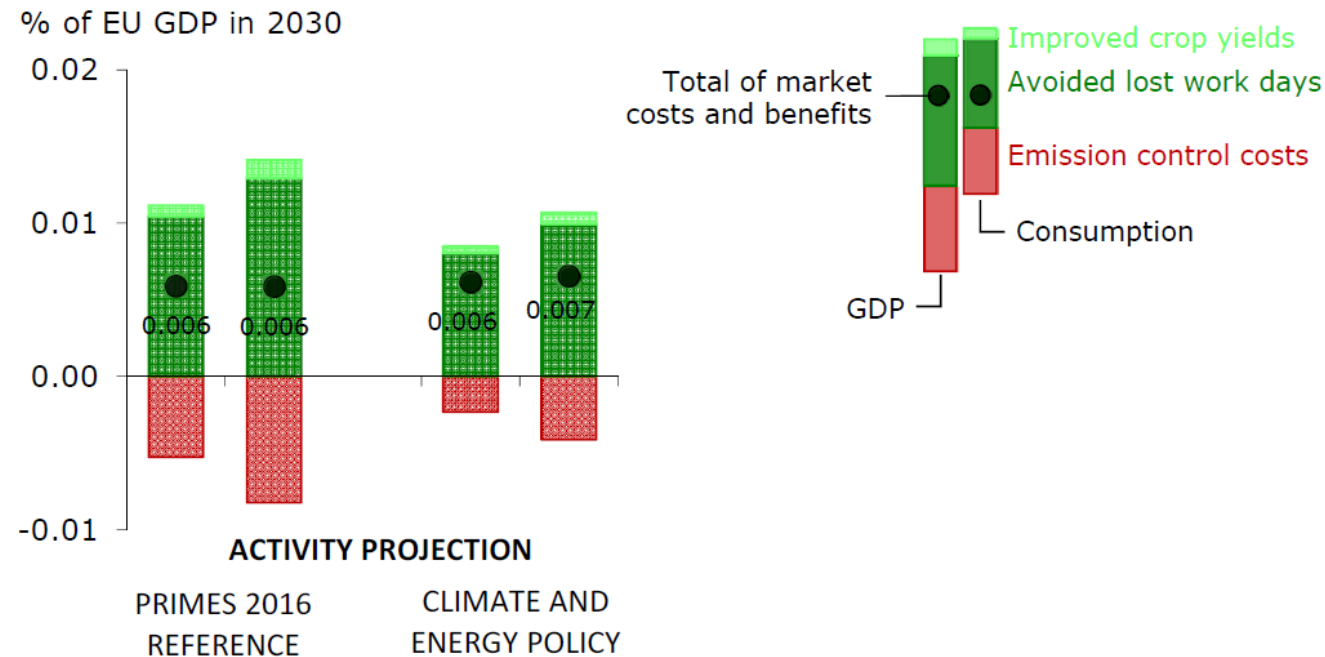 % of EU GDP in 2030
0.02
0.01
0.00
-0.01
0.006
0.006
0.006
0.007
ACTIVITY PROJECTION
PRIMES 2016
REFERENCE
CLIMATE AND
ENERGY POLICY
Total of market
costs and benefits
Improved crop yields
Avoided lost work days
Emission control costs
Consumption
GDP